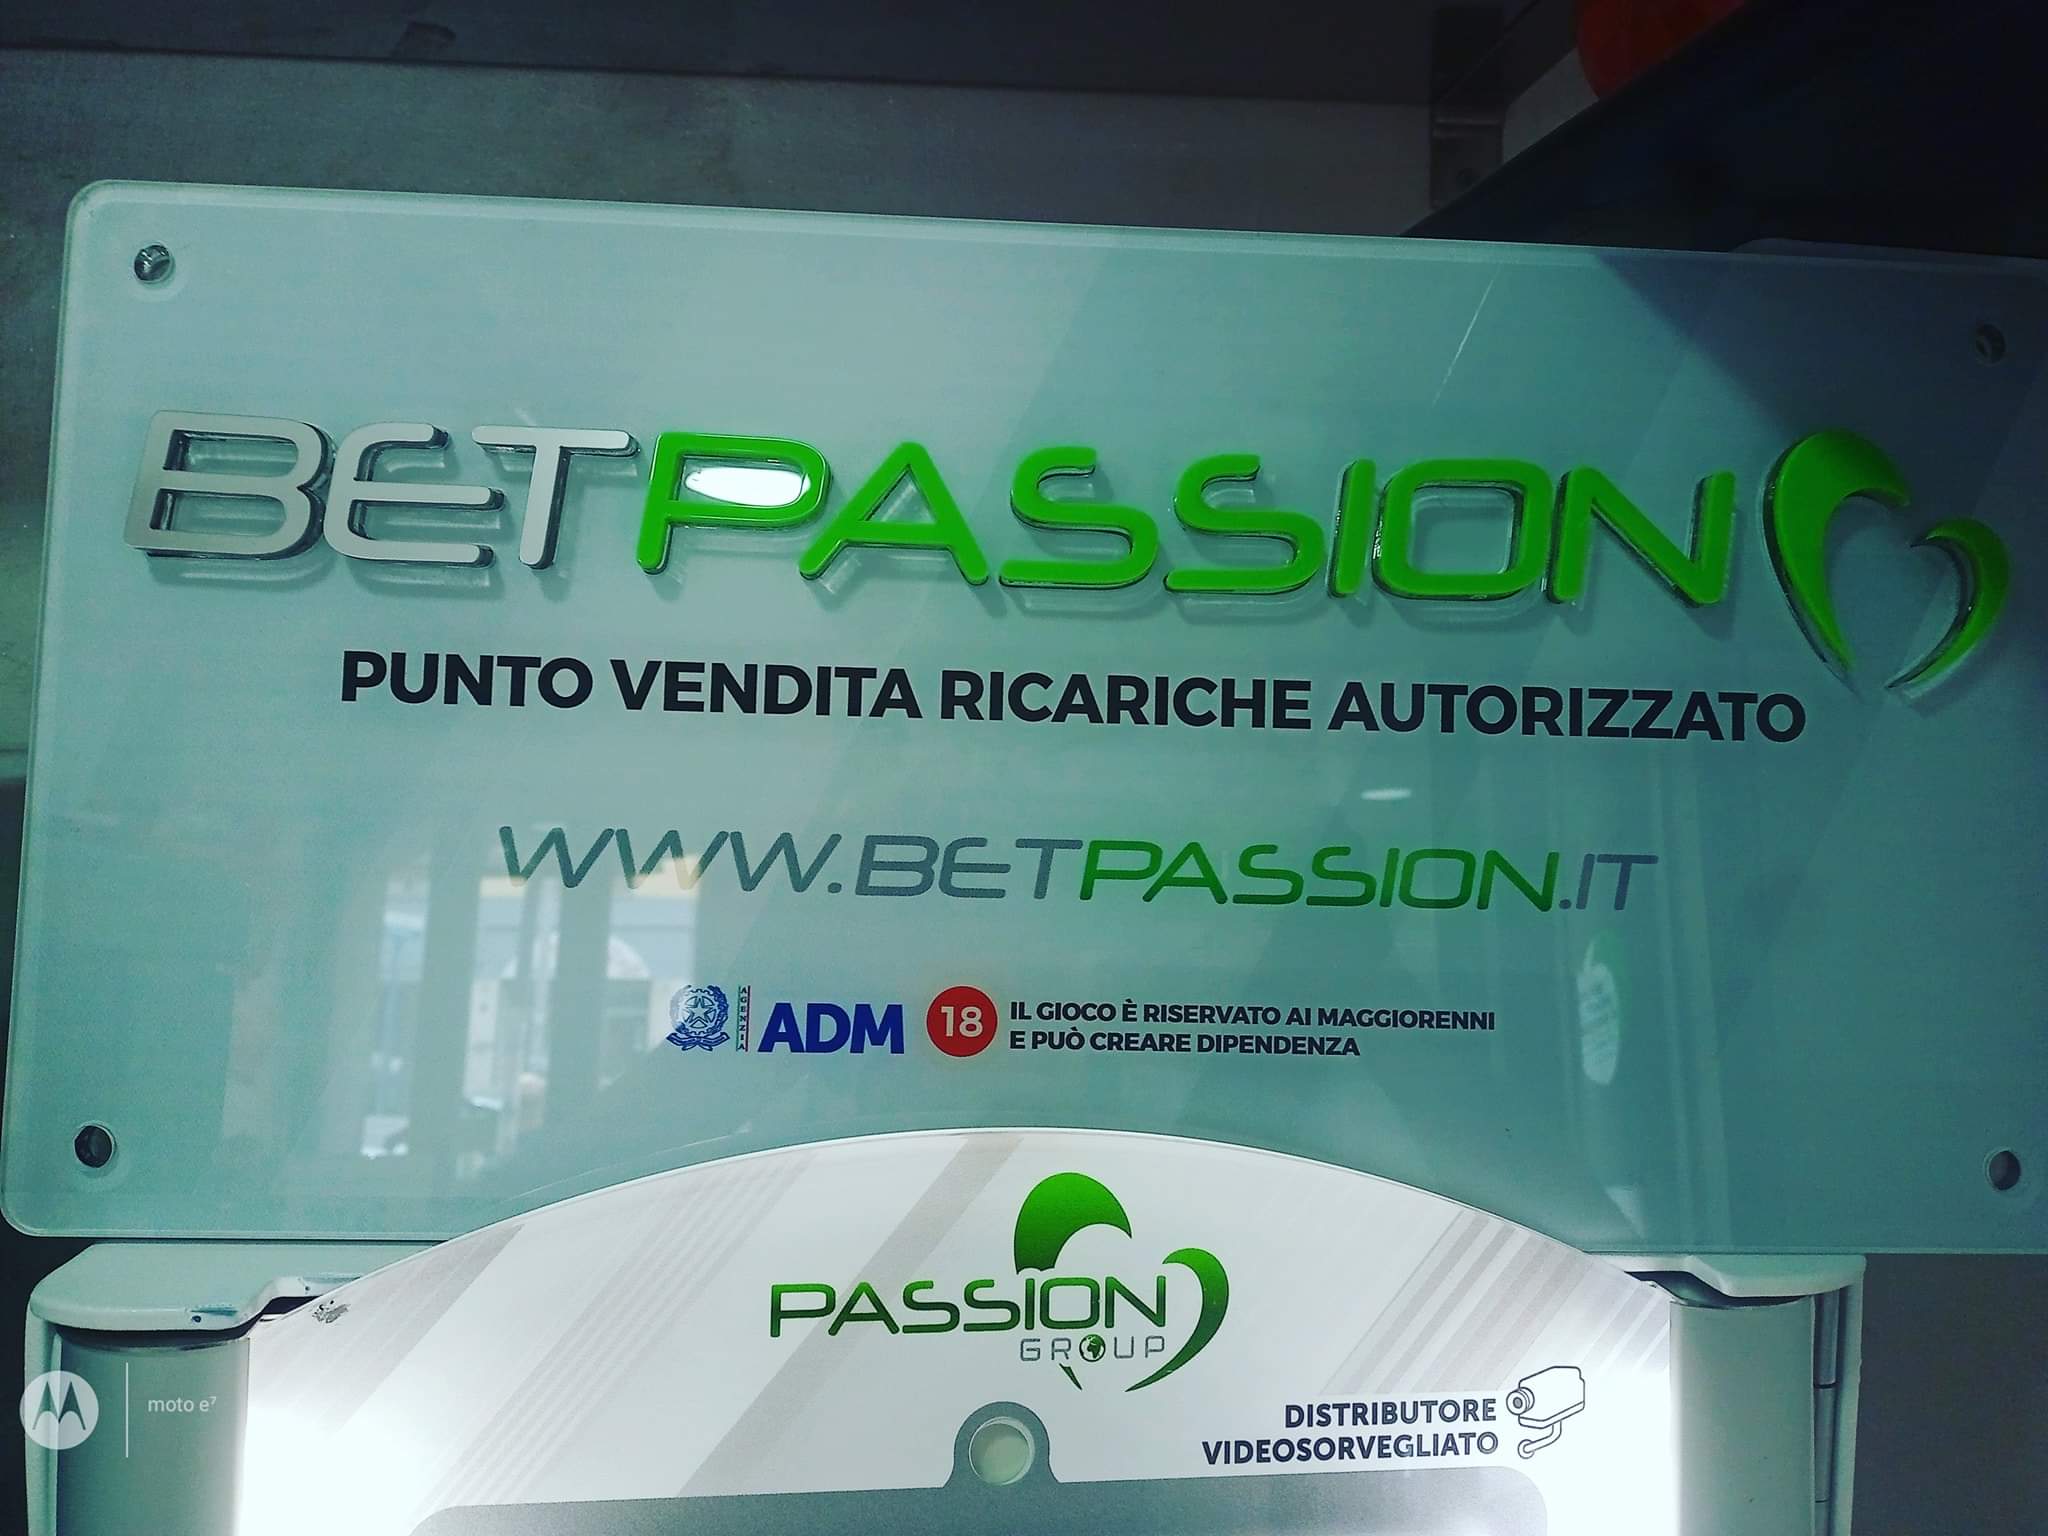 BETPASSION
PUNTO VENDITA RICARICHE AUTORIZZATO
WWW.BETPASSION.IT
AGENZIA ADM 18 IL GIOCO È RISERVATO AI MAGGIORENNI
E PUÒ CREARE DIPENDENZA
PASSION
GROUP
DISTRIBUTORE
VIDEOSORVEGLIATO
moto e⁷